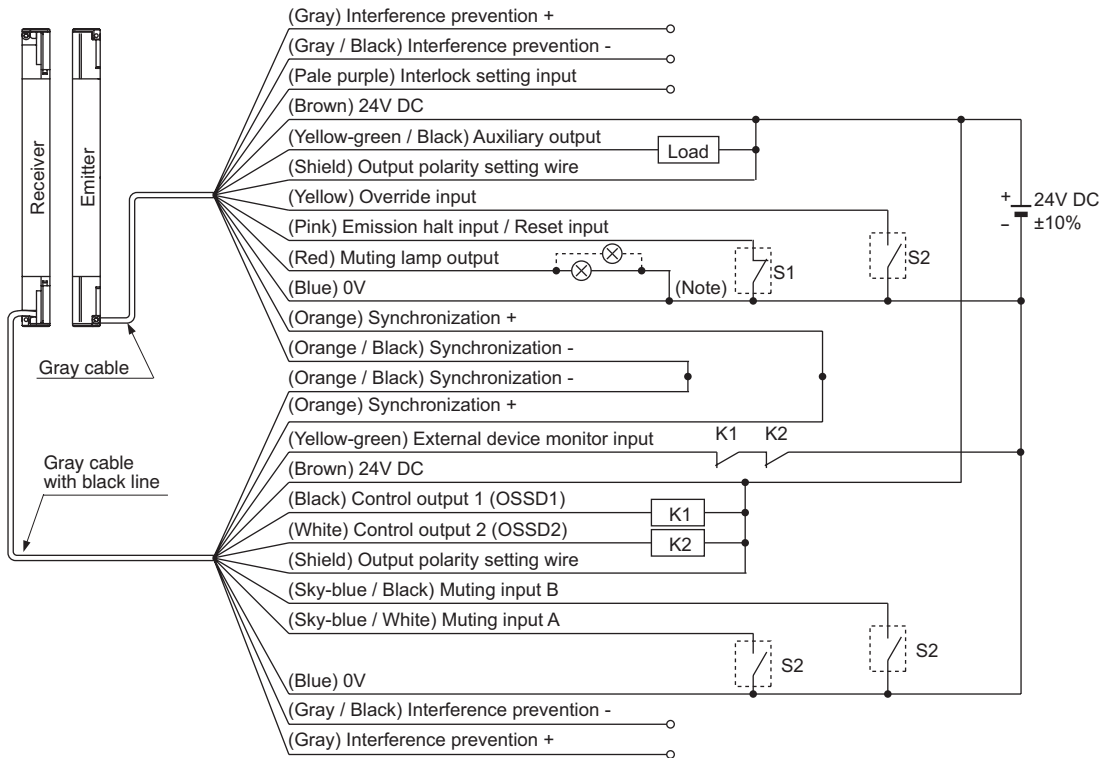 (Gray) Interference prevention +
(Gray / Black) Interference prevention -
(Pale purple) Interlock setting input
(Brown) 24V DC
(Yellow-green / Black) Auxiliary output
Load
(Shield) Output polarity setting wire
(Yellow) Override input
(Pink) Emission halt input / Reset input
(Red) Muting lamp output
(Blue) 0V
(Note)
S1
S2
+
−
24V DC
±10%
Receiver
Emitter
Gray cable
(Orange) Synchronization +
(Orange / Black) Synchronization -
(Orange / Black) Synchronization -
(Orange) Synchronization +
(Yellow-green) External device monitor input
K1
K2
Gray cable
with black line
(Brown) 24V DC
(Black) Control output 1 (OSSD1)
K1
(White) Control output 2 (OSSD2)
K2
(Shield) Output polarity setting wire
(Sky-blue / Black) Muting input B
(Sky-blue / White) Muting input A
S2
S2
(Blue) 0V
(Gray / Black) Interference prevention -
(Gray) Interference prevention +